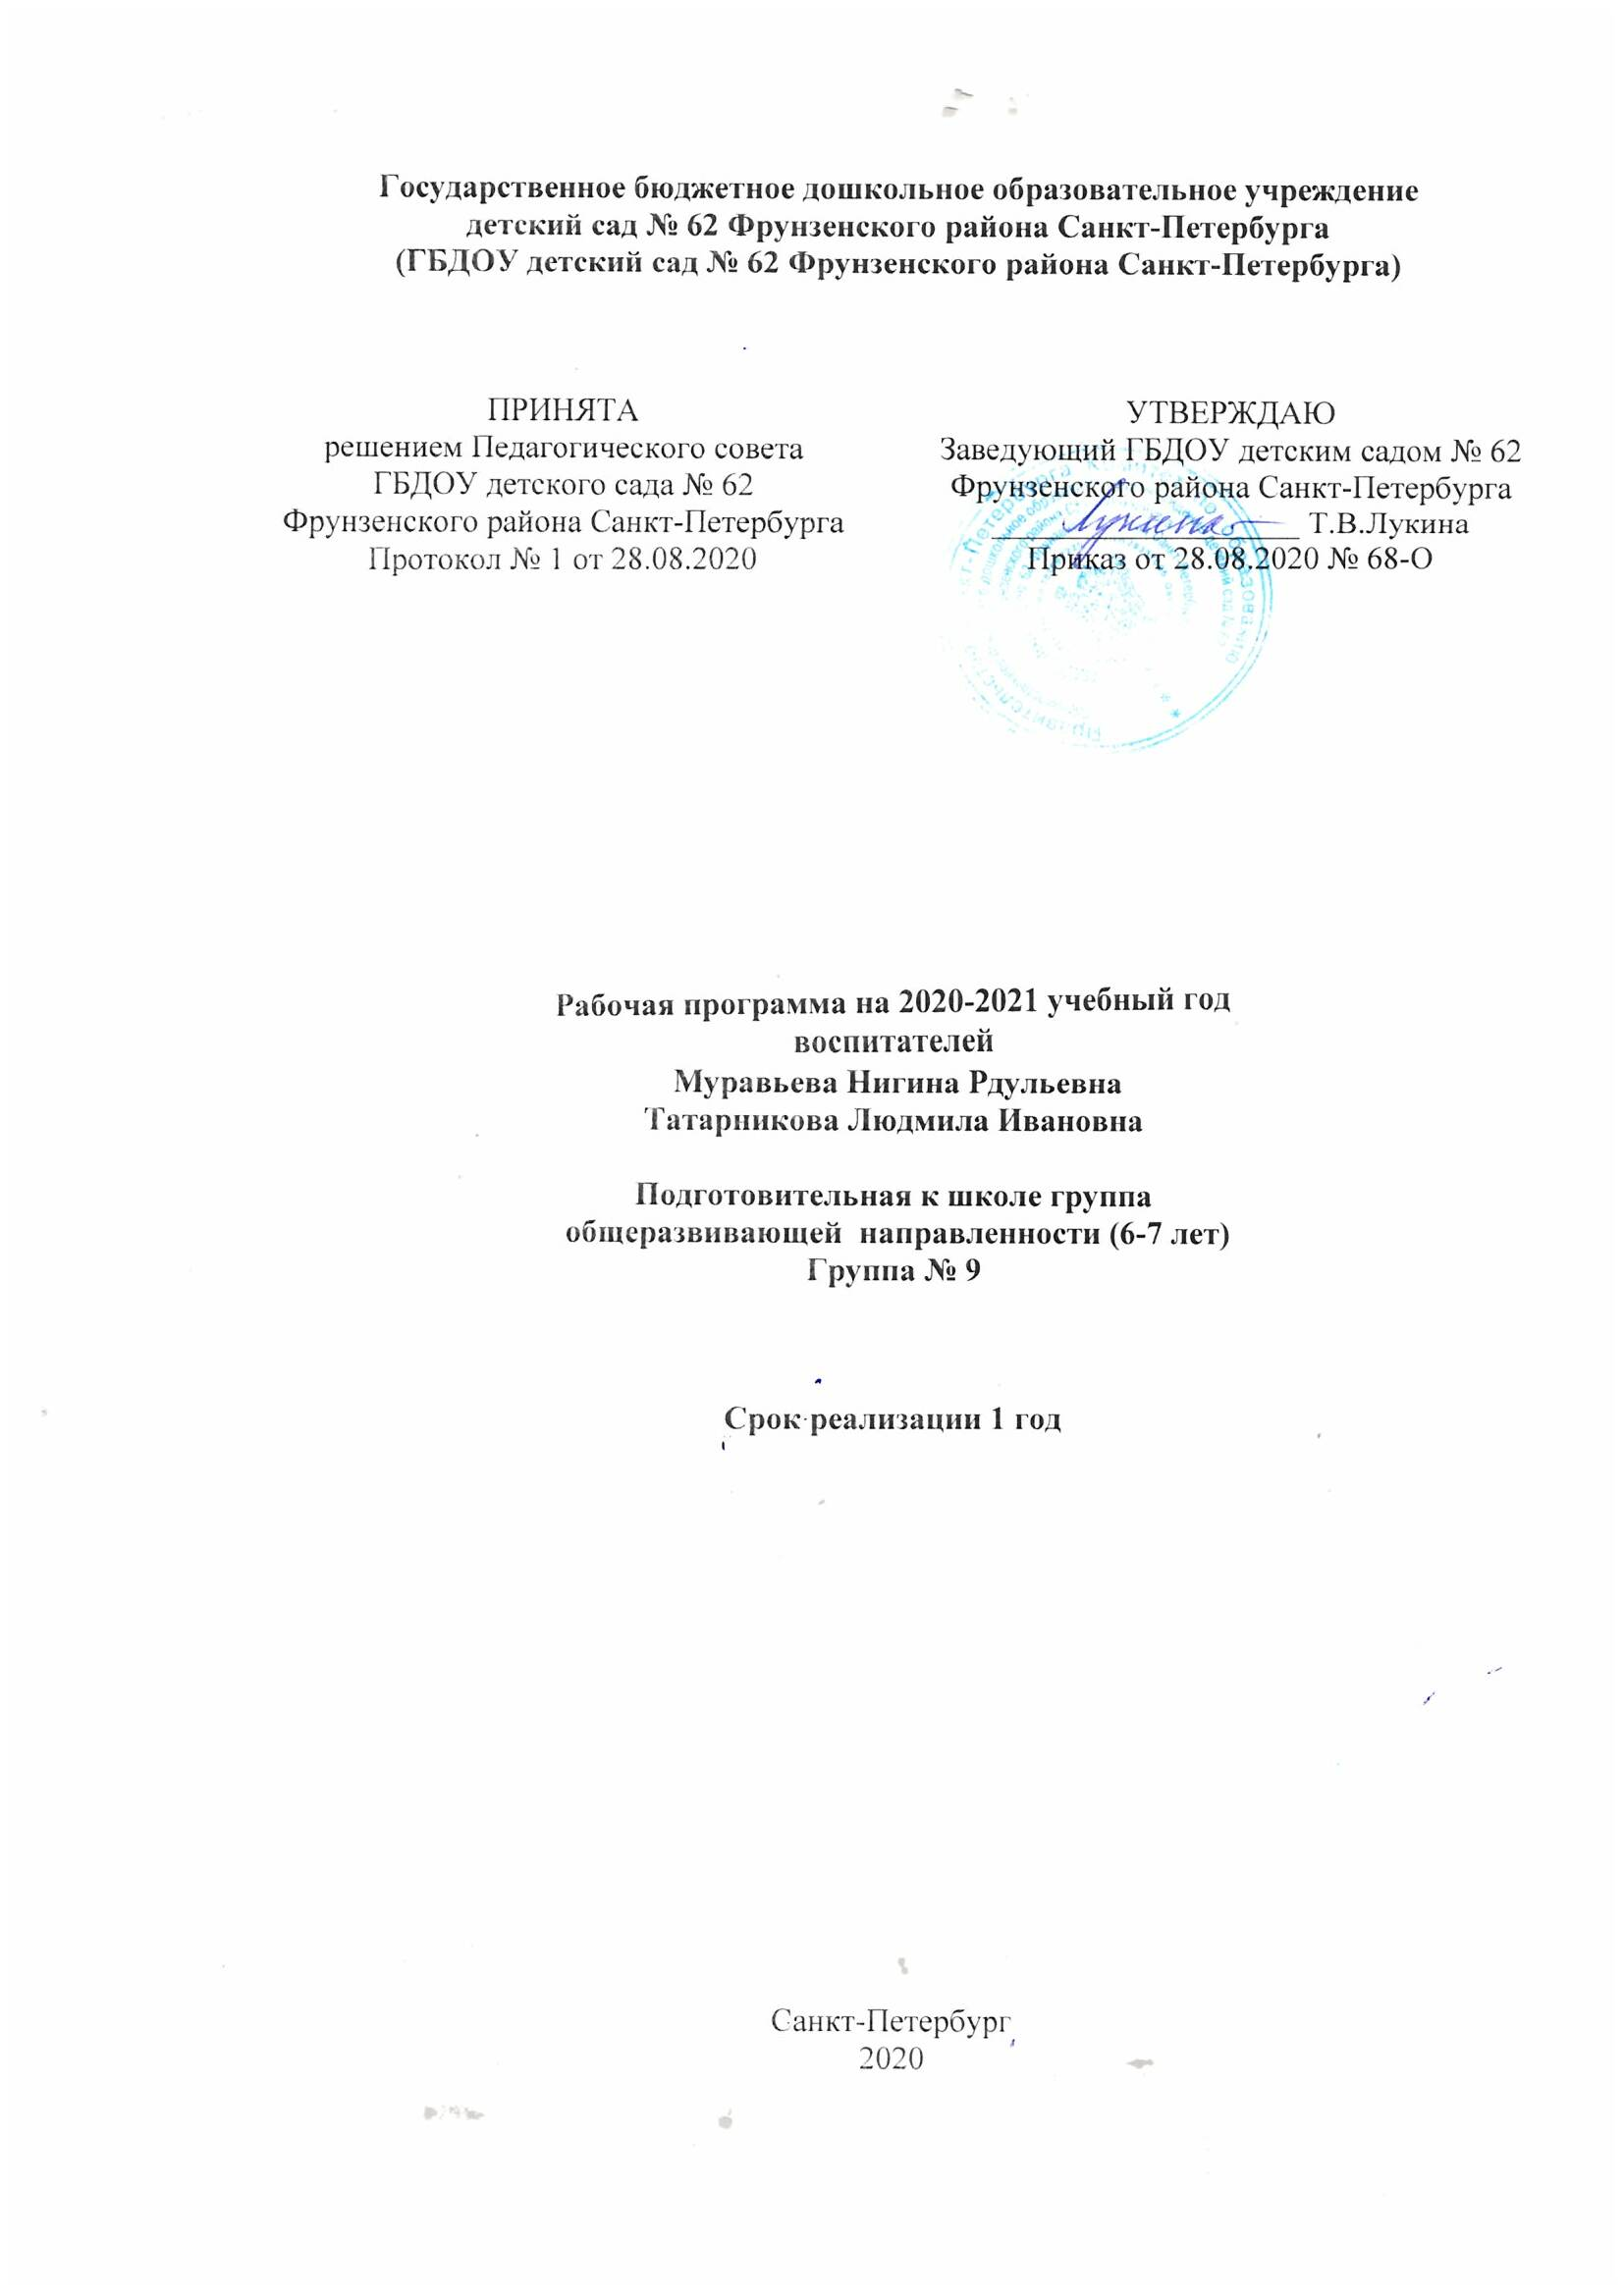 Государственное бюджетное дошкольное образовательное учреждение
детский сад № 62 Фрунзенского района Санкт-Петербурга
(ГБДОУ детский сад № 62 Фрунзенского района Санкт-Петербурга)
ПРИНЯТА
решением Педагогического совета
ГБДОУ детского сада № 62
Фрунзенского района Санкт-Петербурга
Протокол № 1 от 28.08.2020
УТВЕРЖДАЮ
Заведующий ГБДОУ детским садом № 62
Фрунзенского района Санкт-Петербурга
Т.В.Лукина
Приказ от 28.08.2020 № 68-О
Рабочая программа на 2020-2021 учебный год
воспитателей
Муравьева Нигина Рдульевна
Татарникова Людмила Ивановна
Подготовительная к школе группа
общеразвивающей направленности (6-7 лет)
Группа № 9
Срок реализации 1 год
Санкт-Петербург
2020